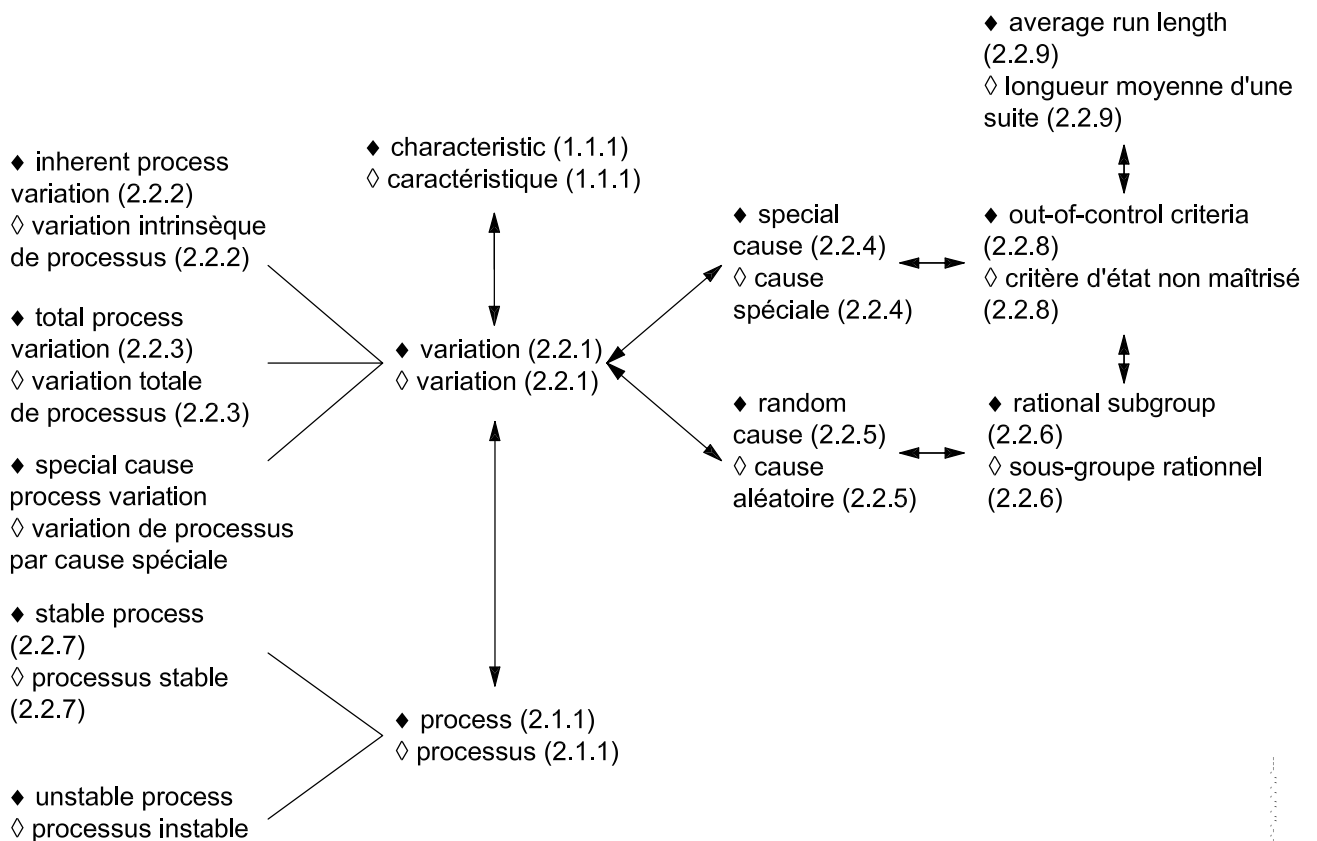 ♦ average run length
(2.2.9)
◊ longueur moyenne d'une
suite (2.2.9)
♦ inherent process
variation (2.2.2)
◊ variation intrinsèque
de processus (2.2.2)
♦ characteristic (1.1.1)
◊ caractéristique (1.1.1)
♦ special
cause (2.2.4)
◊ cause
spéciale (2.2.4)
♦ out-of-control criteria
(2.2.8)
◊ critère d'état non maîtrisé
(2.2.8)
♦ total process
variation (2.2.3)
◊ variation totale
de processus (2.2.3)
♦ variation (2.2.1)
◊ variation (2.2.1)
♦ random
cause (2.2.5)
◊ cause
aléatoire (2.2.5)
♦ rational subgroup
(2.2.6)
◊ sous-groupe rationnel
(2.2.6)
♦ special cause
process variation
◊ variation de processus
par cause spéciale
♦ stable process
(2.2.7)
◊ processus stable
(2.2.7)
♦ process (2.1.1)
◊ processus (2.1.1)
♦ unstable process
◊ processus instable